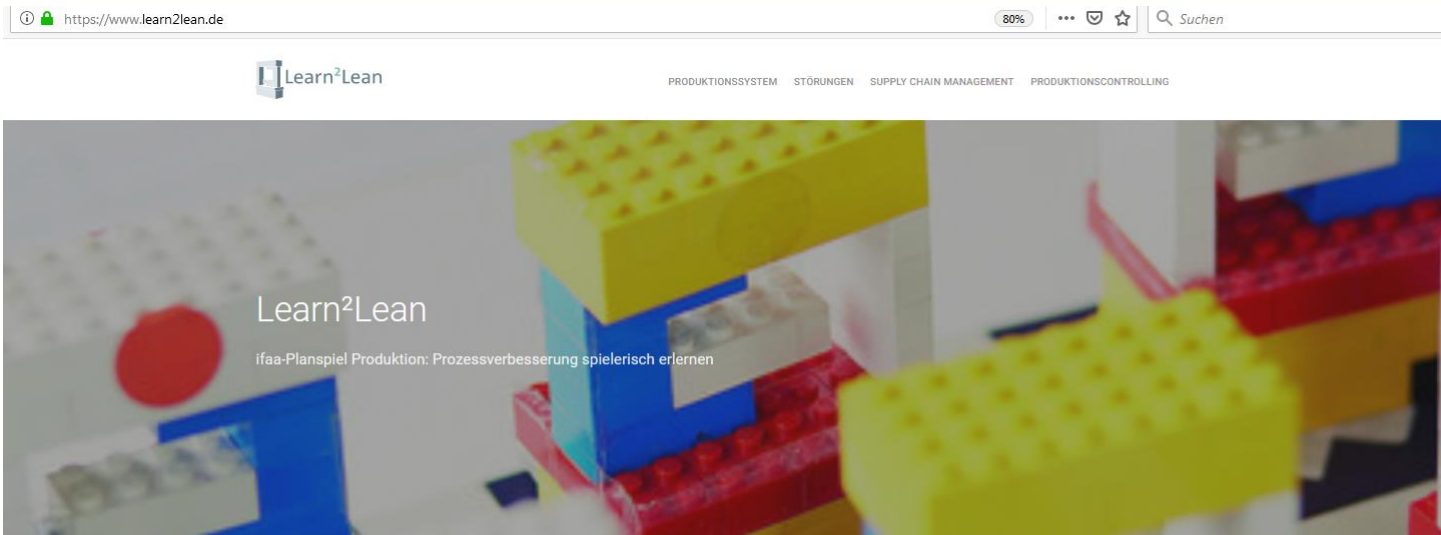 https://www.learn2lean.de
80%
Suchen
Learn²Lean
PRODUKTIONSSYSTEM STÖRUNGEN SUPPLY CHAIN MANAGEMENT PRODUKTIONSCONTROLLING
Learn²Lean
ifaa-Planspiel Produktion: Prozessverbesserung spielerisch erlernen